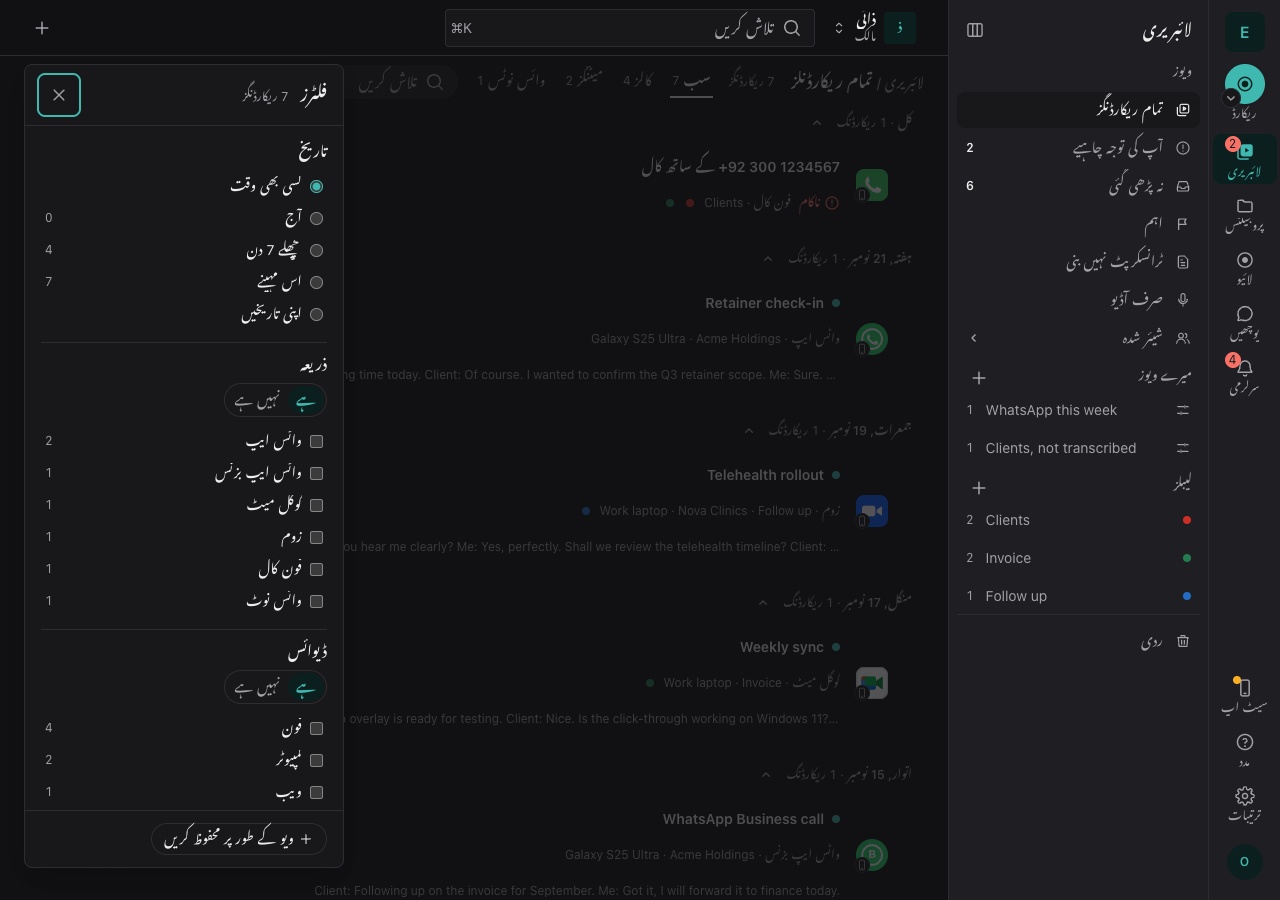 E
ریکارڈ
2
لائبریری
پروجیکٹس
لائیو
پوچھیں
4
سرگرمی
سیٹ اپ
مدد
ترتیبات
O
لائبریری
ویوز
تمام ریکارڈنگز
آپ کی توجہ چاہیے 2
نہ پڑھی گئی 6
اہم
ٹرانسکرپٹ نہیں بنی
صرف آڈیو
شیئر شدہ
میرے ویوز
WhatsApp this week 1
Clients, not transcribed 1
لیبلز
Clients 2
Invoice 2
Follow up 1
ردی
ذ ذاتی
مالک
تلاش کریں ⌘K
لائبریری / تمام ریکارڈنگز 7 ریکارڈنگز سب 7 کالز 4 میٹنگز 2 وائس نوٹس 1 تلاش کریں
کل · 1 ریکارڈنگ
+92 300 1234567 کے ساتھ کال
ناکام فون کال · Clients
ہفتہ, 21 نومبر · 1 ریکارڈنگ
Retainer check-in
واٹس ایپ · Galaxy S25 Ultra · Acme Holdings
ng time today. Client: Of course. I wanted to confirm the Q3 retainer scope. Me: Sure. ...
جمعرات, 19 نومبر · 1 ریکارڈنگ
Telehealth rollout
زوم · Work laptop · Nova Clinics · Follow up
ou hear me clearly? Me: Yes, perfectly. Shall we review the telehealth timeline? Client: ...
منگل, 17 نومبر · 1 ریکارڈنگ
Weekly sync
گوگل میٹ · Work laptop · Invoice
overlay is ready for testing. Client: Nice. Is the click-through working on Windows 11?...
اتوار, 15 نومبر · 1 ریکارڈنگ
WhatsApp Business call
واٹس ایپ بزنس · Galaxy S25 Ultra · Acme Holdings
Client: Following up on the invoice for September. Me: Got it, I will forward it to finance today.
فلٹرز 7 ریکارڈنگز
تاریخ
کسی بھی وقت
آج 0
پچھلے 7 دن 4
اس مہینے 7
اپنی تاریخیں
ذریعہ
ہے نہیں ہے
واٹس ایپ 2
واٹس ایپ بزنس 1
گوگل میٹ 1
زوم 1
فون کال 1
وائس نوٹ 1
ڈیوائس
ہے نہیں ہے
فون 4
کمپیوٹر 2
ویب 1
ویو کے طور پر محفوظ کریں